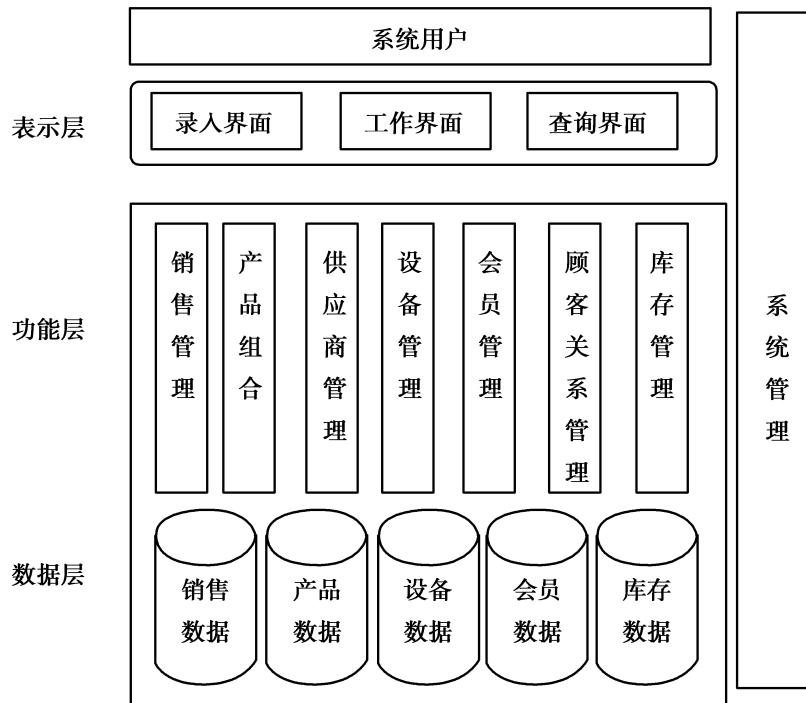 系统用户
表示层
录入界面
工作界面
查询界面
功能层
销售管理
产品组合
供应商管理
设备管理
会员管理
顾客关系管理
库存管理
系统管理
数据层
销售
数据
产品
数据
设备
数据
会员
数据
库存
数据